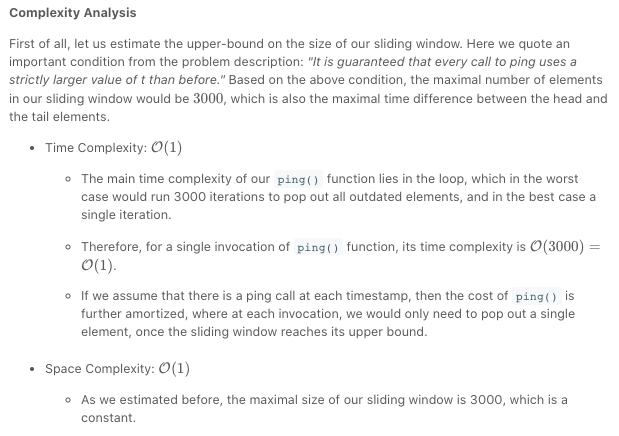 Complexity Analysis
First of all, let us estimate the upper-bound on the size of our sliding window. Here we quote an
important condition from the problem description: "It is guaranteed that every call to ping uses a
strictly larger value of t than before." Based on the above condition, the maximal number of elements
in our sliding window would be 3000, which is also the maximal time difference between the head and
the tail elements.
• Time Complexity: O(1)
◦ The main time complexity of our ping() function lies in the loop, which in the worst
case would run 3000 iterations to pop out all outdated elements, and in the best case a
single iteration.
◦ Therefore, for a single invocation of ping() function, its time complexity is O(3000) =
O(1).
◦ If we assume that there is a ping call at each timestamp, then the cost of ping() is
further amortized, where at each invocation, we would only need to pop out a single
element, once the sliding window reaches its upper bound.
• Space Complexity: O(1)
◦ As we estimated before, the maximal size of our sliding window is 3000, which is a
constant.